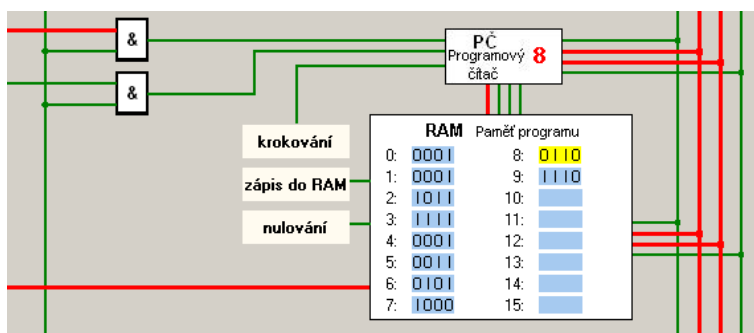 &
PČ
Programový 8
čítač
&
RAM Paměť programu
krokování
0: 0001 8: 0110
1: 0001 9: 1110
zápis do RAM
2: 1011 10:
3: 1111 11:
nulování
4: 0001 12:
5: 0011 13:
6: 0101 14:
7: 1000 15: